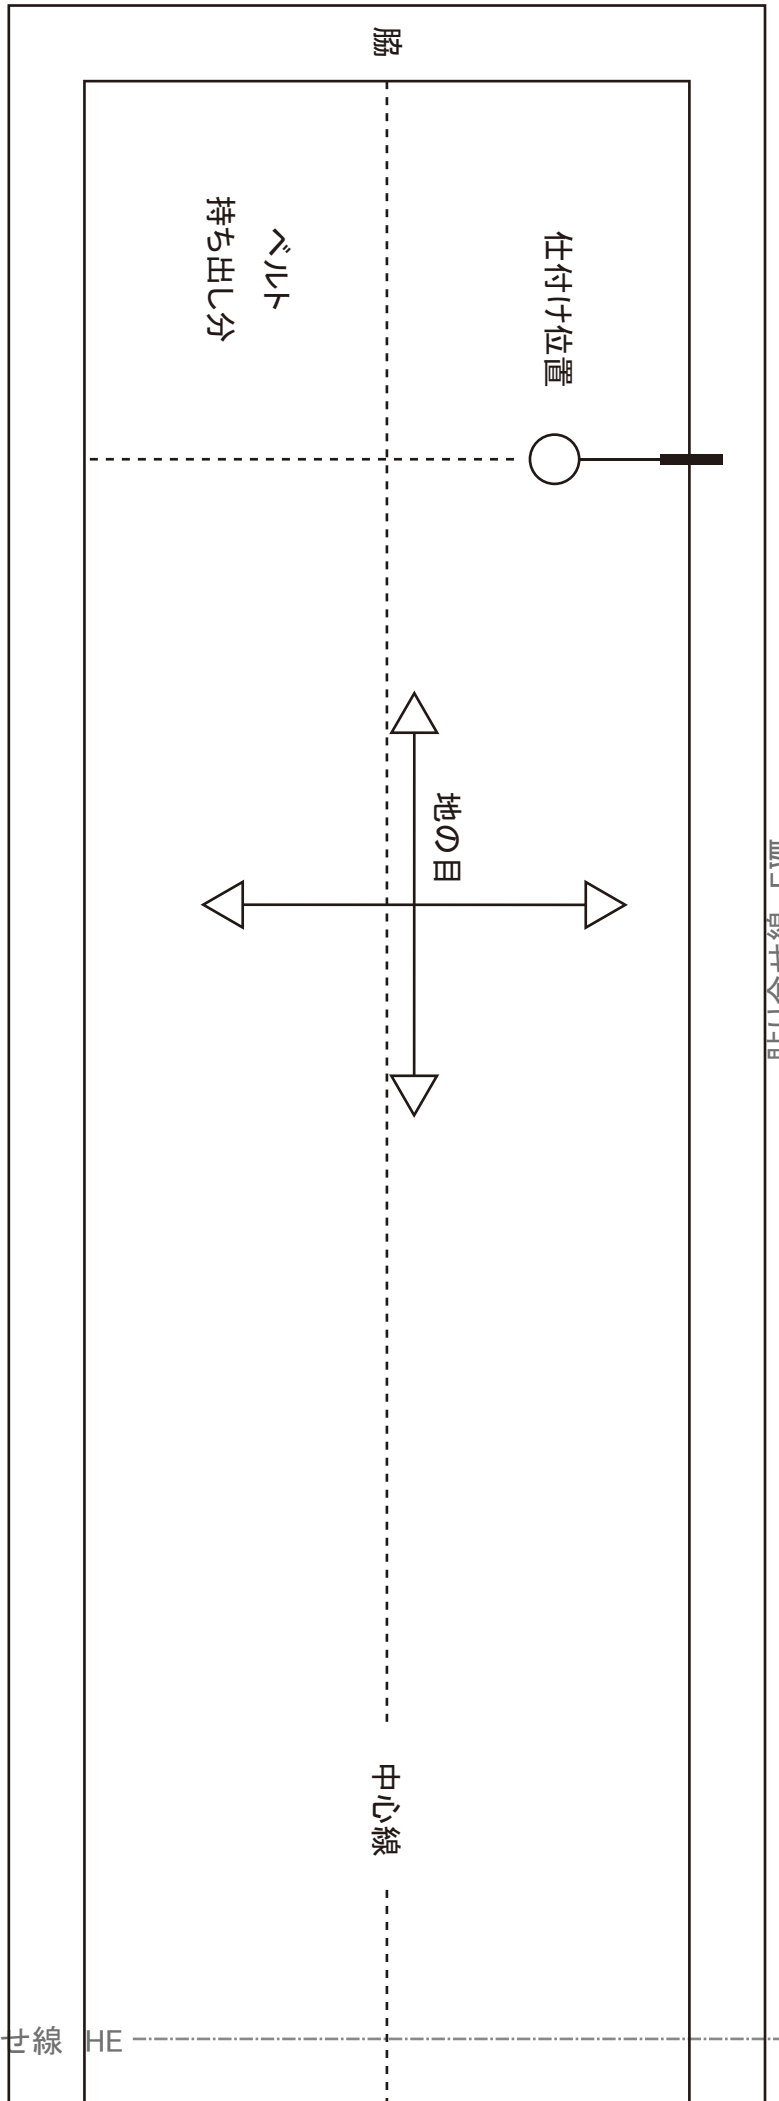 脇
ベルト
持ち出し分
仕付け位置
地の目
中心線
せ線 HE